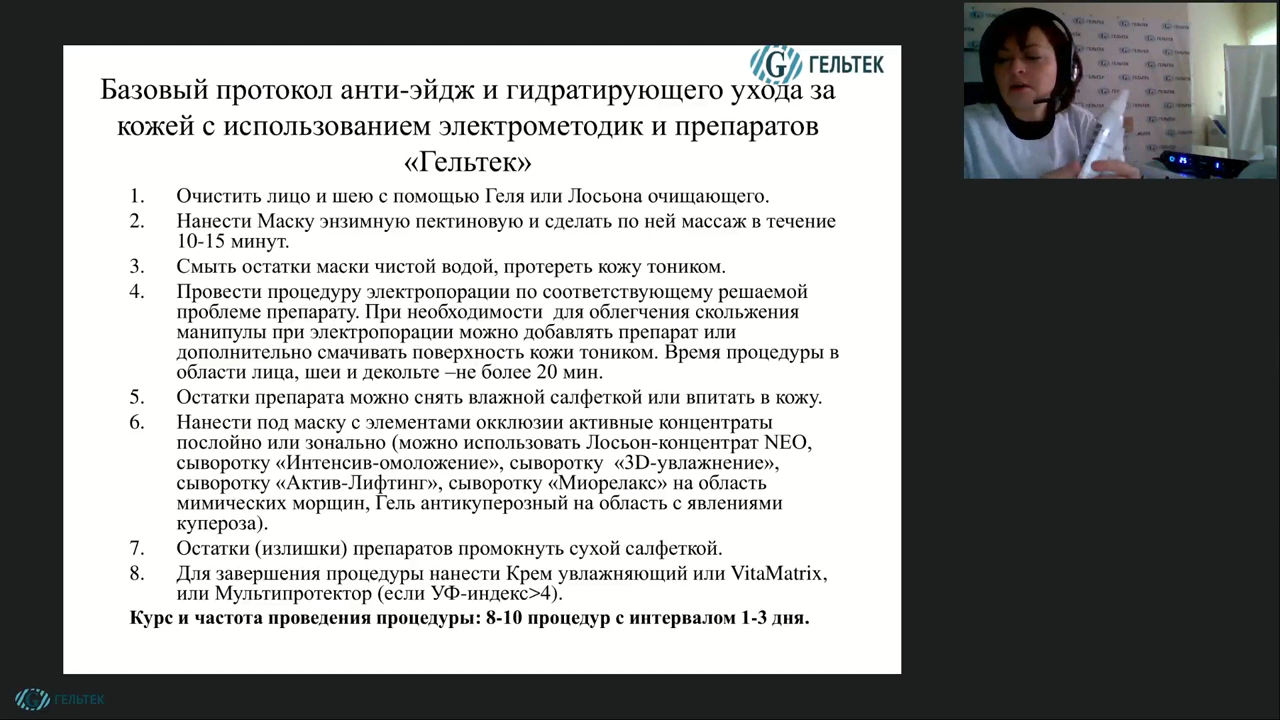 ГЕЛЬТЕК
Базовый протокол анти-эйдж и гидратирующего ухода за
кожей с использованием электрометодик и препаратов
«Гельтек»
1. Очистить лицо и шею с помощью Геля или Лосьона очищающего.
2. Нанести Маску энзимную пектиновую и сделать по ней массаж в течение
10-15 минут.
3. Смыть остатки маски чистой водой, протереть кожу тоником.
4. Провести процедуру электропорации по соответствующему решаемой
проблеме препарату. При необходимости для облегчения скольжения
манипулы при электропорации можно добавлять препарат или
дополнительно смачивать поверхность кожи тоником. Время процедуры в
области лица, шеи и декольте –не более 20 мин.
5. Остатки препарата можно снять влажной салфеткой или впитать в кожу.
6. Нанести под маску с элементами окклюзии активные концентраты
послойно или зонально (можно использовать Лосьон-концентрат NEO,
сыворотку «Интенсив-омоложение», сыворотку «3D-увлажнение»,
сыворотку «Актив-Лифтинг», сыворотку «Миорелакс» на область
мимических морщин, Гель антикуперозный на область с явлениями
купероза).
7. Остатки (излишки) препаратов промокнуть сухой салфеткой.
8. Для завершения процедуры нанести Крем увлажняющий или VitaMatrix,
или Мультипротектор (если УФ-индекс>4).
Курс и частота проведения процедуры: 8-10 процедур с интервалом 1-3 дня.
ГЕЛЬТЕК